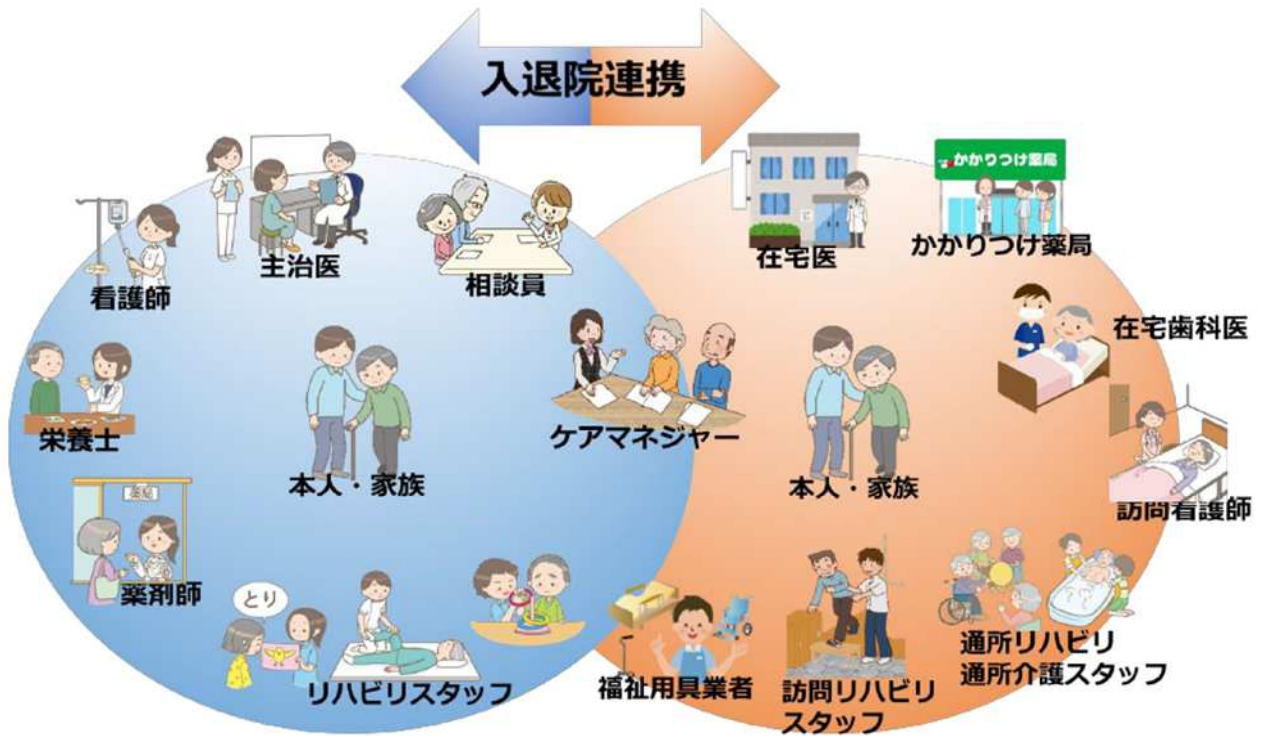 入退院連携
かかりつけ薬局
主治医
在宅医
かかりつけ薬局
看護師
相談員
在宅歯科医
栄養士
ケアマネジャー
本人・家族
本人・家族
訪問看護師
薬局
薬剤師
とり
リハビリスタッフ
福祉用具業者
訪問リハビリ
スタッフ
通所リハビリ
通所介護スタッフ